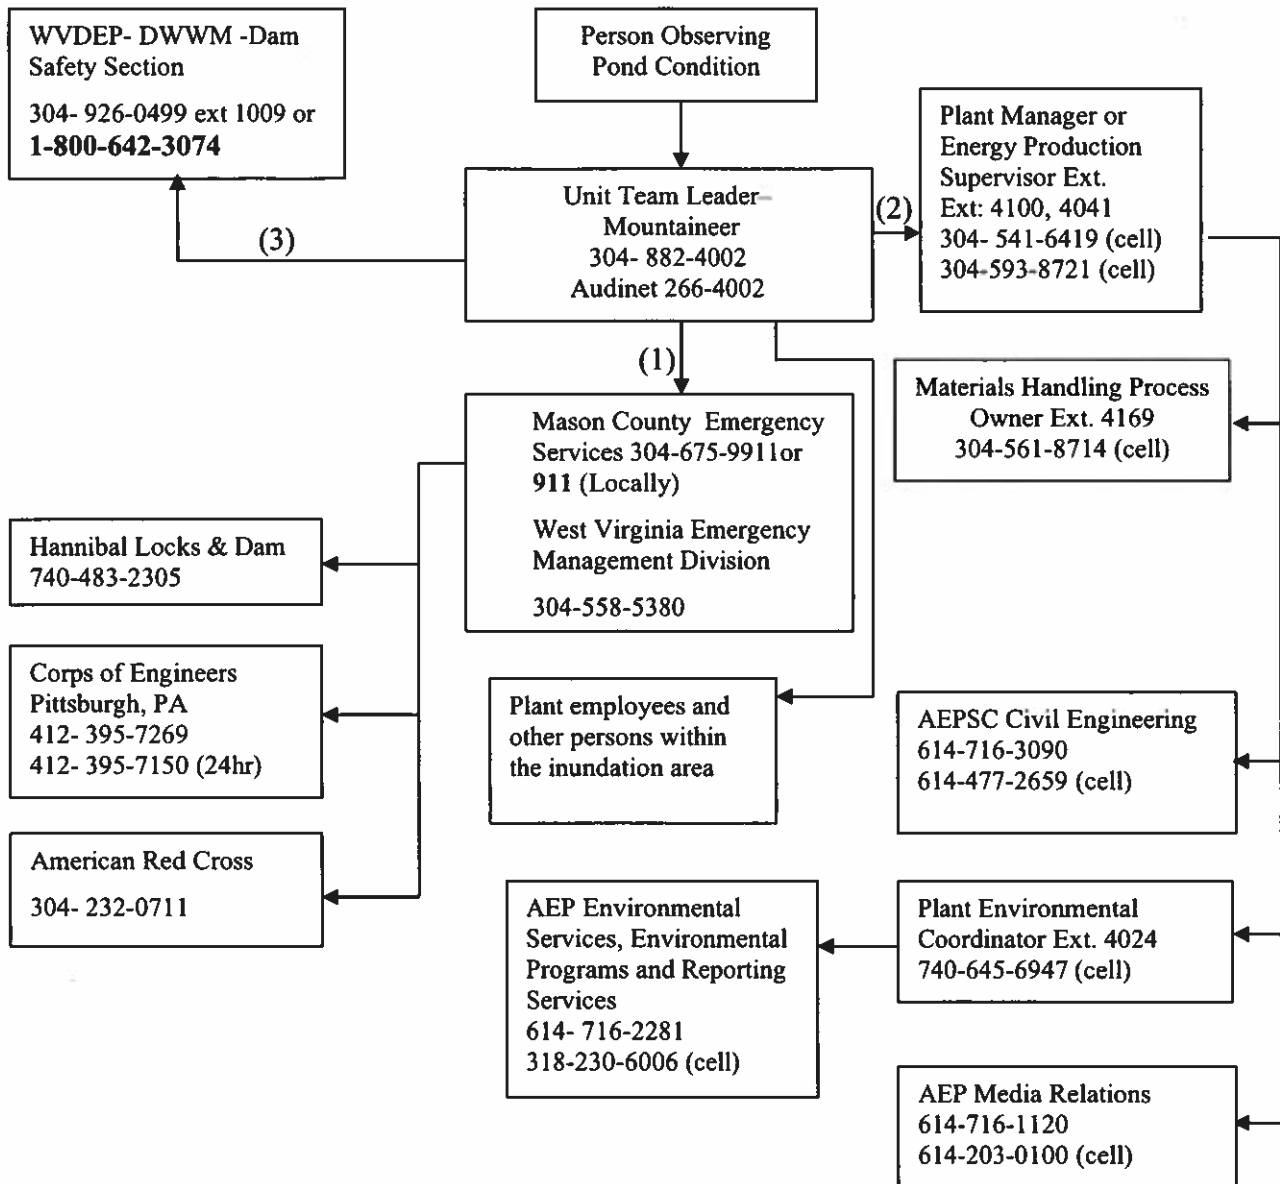 WVDEP- DWWM -Dam
Safety Section
304- 926-0499 ext 1009 or
1-800-642-3074
Person Observing
Pond Condition
Plant Manager or
Energy Production
Supervisor Ext.
Ext: 4100, 4041
304- 541-6419 (cell)
304-593-8721 (cell)
Unit Team Leader–
Mountaineer
304- 882-4002
Audinet 266-4002
(2)
(3)
(1)
Materials Handling Process
Owner Ext. 4169
304-561-8714 (cell)
Mason County Emergency
Services 304-675-9911or
911 (Locally)
West Virginia Emergency
Management Division
304-558-5380
Hannibal Locks & Dam
740-483-2305
Corps of Engineers
Pittsburgh, PA
412- 395-7269
412- 395-7150 (24hr)
Plant employees and
other persons within
the inundation area
AEPSC Civil Engineering
614-716-3090
614-477-2659 (cell)
American Red Cross
304- 232-0711
AEP Environmental
Services, Environmental
Programs and Reporting
Services
614- 716-2281
318-230-6006 (cell)
Plant Environmental
Coordinator Ext. 4024
740-645-6947 (cell)
AEP Media Relations
614-716-1120
614-203-0100 (cell)